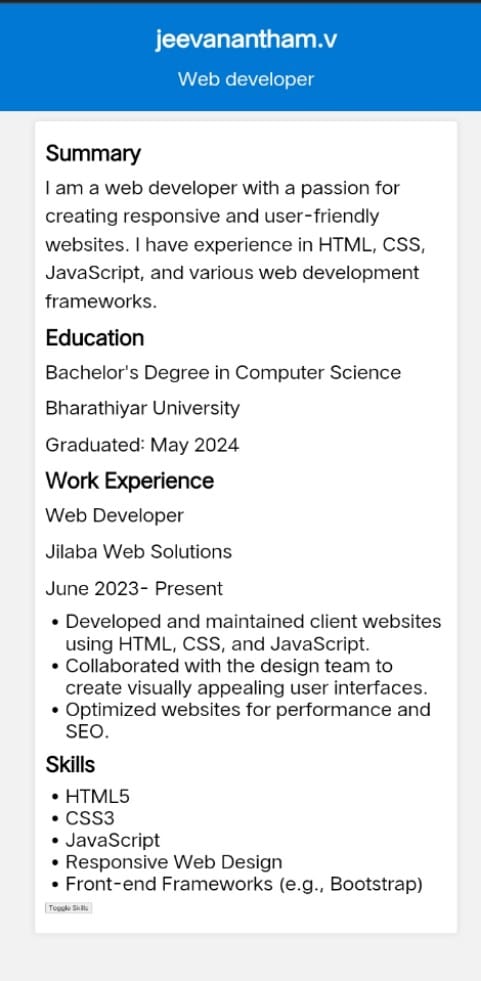 jeevanantham.v
Web developer
Summary
I am a web developer with a passion for
creating responsive and user-friendly
websites. I have experience in HTML, CSS,
JavaScript, and various web development
frameworks.
Education
Bachelor's Degree in Computer Science
Bharathiyar University
Graduated: May 2024
Work Experience
Web Developer
Jilaba Web Solutions
June 2023- Present
• Developed and maintained client websites
using HTML, CSS, and JavaScript.
• Collaborated with the design team to
create visually appealing user interfaces.
• Optimized websites for performance and
SEO.
Skills
• HTML5
• CSS3
• JavaScript
• Responsive Web Design
• Front-end Frameworks (e.g., Bootstrap)
Toggle Skills